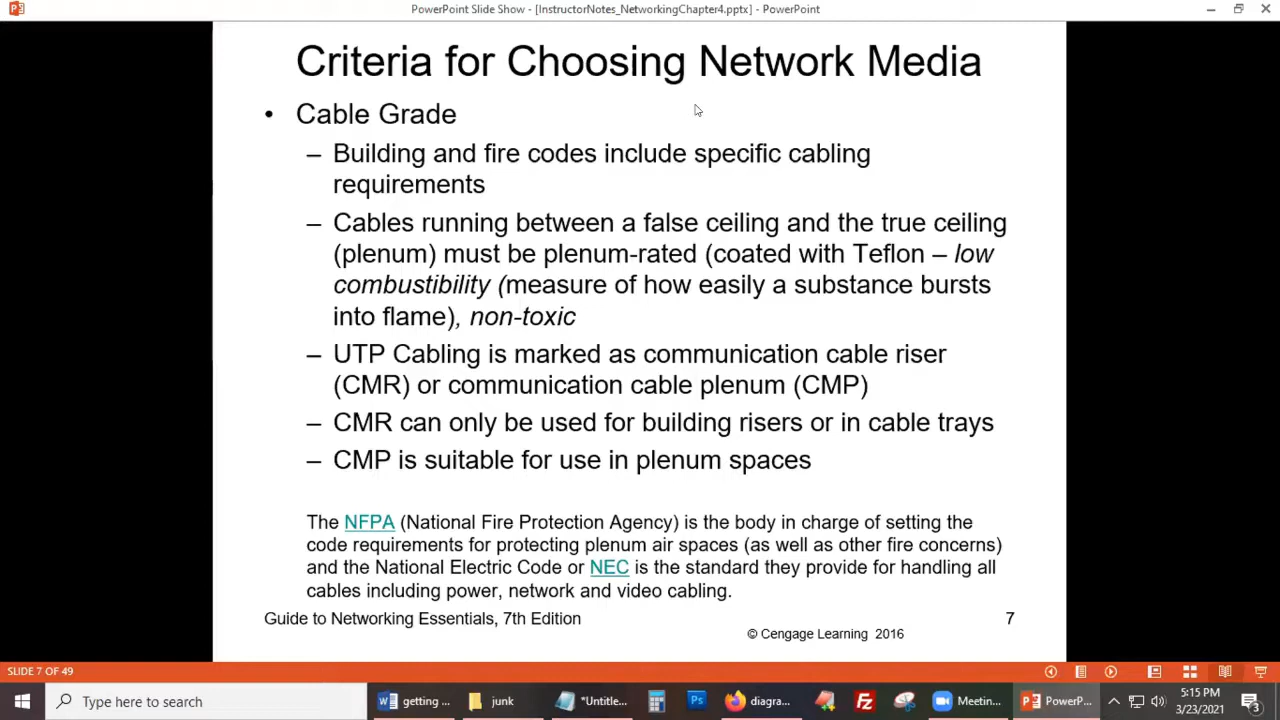 PowerPoint Slide Show - [InstructorNotes_NetworkingChapter4.pptx] - PowerPoint
Criteria for Choosing Network Media
• Cable Grade
– Building and fire codes include specific cabling
requirements
– Cables running between a false ceiling and the true ceiling
(plenum) must be plenum-rated (coated with Teflon – low
combustibility (measure of how easily a substance bursts
into flame), non-toxic
– UTP Cabling is marked as communication cable riser
(CMR) or communication cable plenum (CMP)
– CMR can only be used for building risers or in cable trays
– CMP is suitable for use in plenum spaces
The NFPA (National Fire Protection Agency) is the body in charge of setting the
code requirements for protecting plenum air spaces (as well as other fire concerns)
and the National Electric Code or NEC is the standard they provide for handling all
cables including power, network and video cabling.
Guide to Networking Essentials, 7th Edition
7
© Cengage Learning 2016
SLIDE 7 OF 49
Type here to search
getting ...
junk
*Untitle...
Ps
diagra...
Fz
Meetin...
PowerP...
5:15 PM
3/23/2021
3